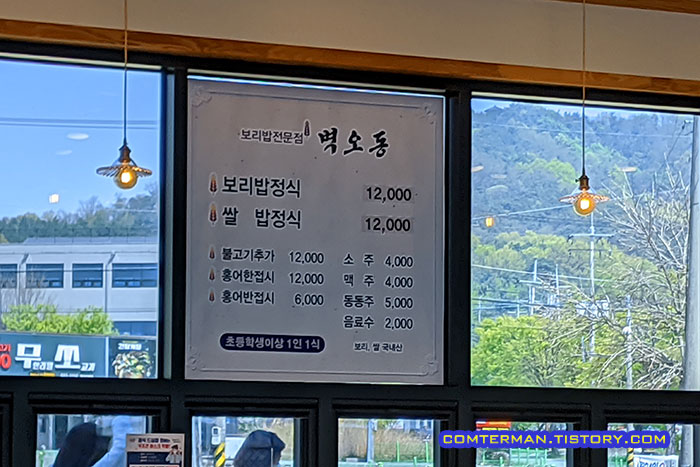 보리밥전문점 벽오동
보리밥정식 12,000
쌀 밥정식 12,000
불고기추가 12,000
홍어한접시 12,000
홍어반접시 6,000
소 주 4,000
맥 주 4,000
동동주 5,000
음료수 2,000
초등학생이상 1인 1식
보리, 쌀 국내산
무쏘
COMTERMAN.TISTORY.COM